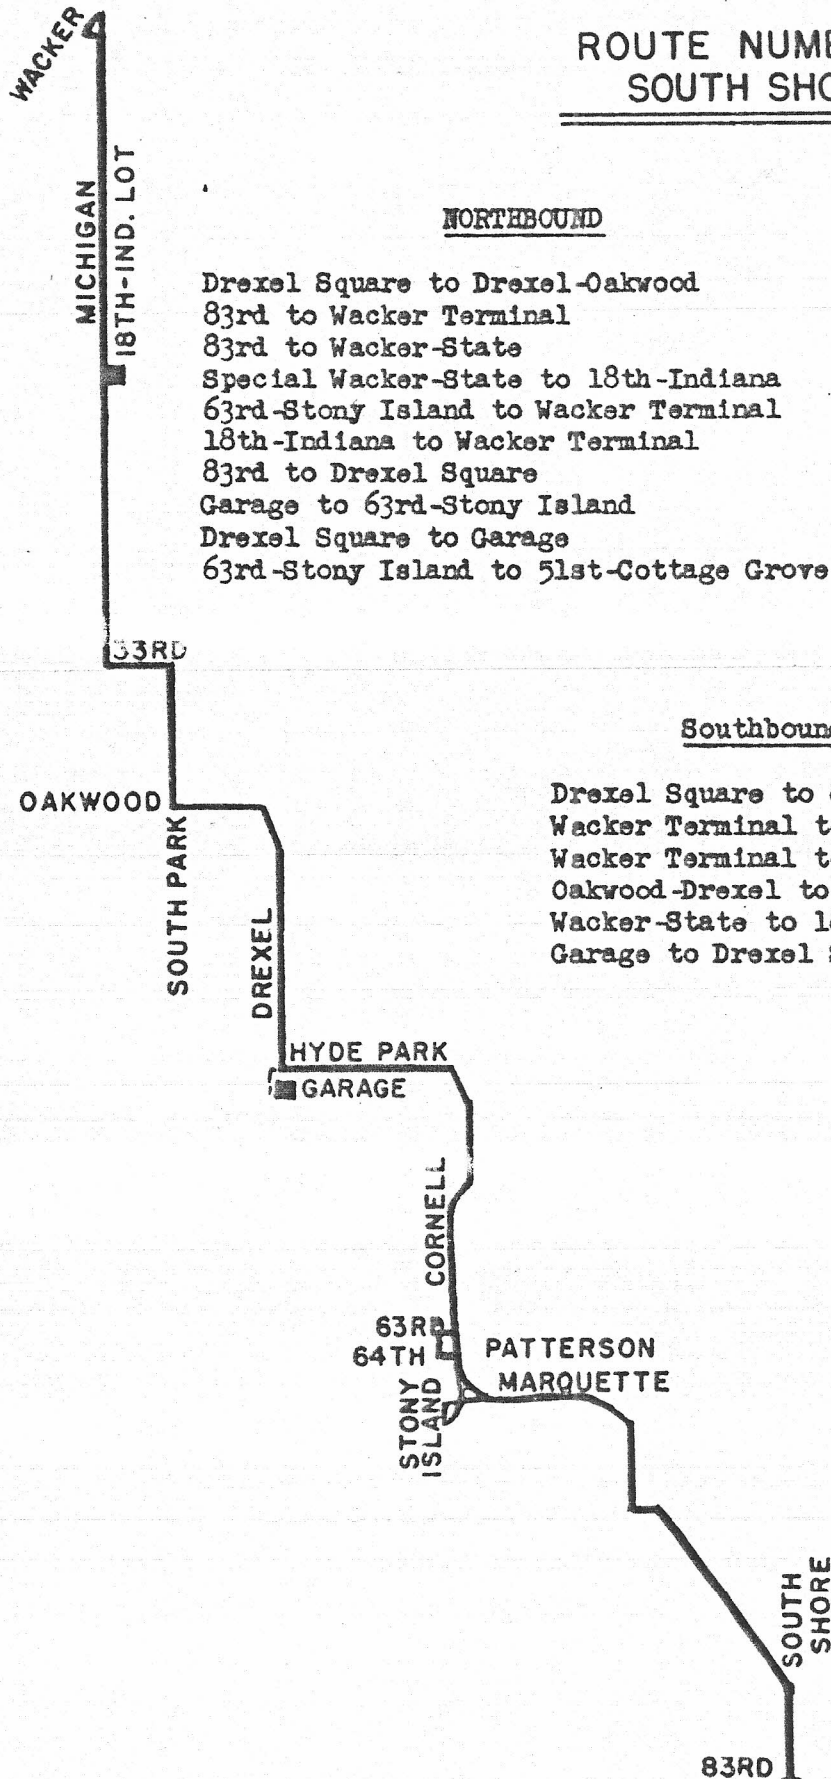 WACKER
ROUTE NUM
SOUTH SHO
MICHIGAN
18TH-IND. LOT
NORTHBOUND
Drexel Square to Drexel-Oakwood
83rd to Wacker Terminal
83rd to Wacker-State
Special Wacker-State to 18th-Indiana
63rd-Stony Island to Wacker Terminal
18th-Indiana to Wacker Terminal
83rd to Drexel Square
Garage to 63rd-Stony Island
Drexel Square to Garage
63rd-Stony Island to 51st-Cottage Grove
33RD
Southboun
Drexel Square to
Wacker Terminal t
Wacker Terminal t
Oakwood-Drexel to
Wacker-State to 1
Garage to Drexel
OAKWOOD
SOUTH PARK
DREXEL
HYDE PARK
GARAGE
CORNELL
63RD
64TH
PATTERSON
MARQUETTE
STONY
ISLAND
SOUTH
SHORE
83RD